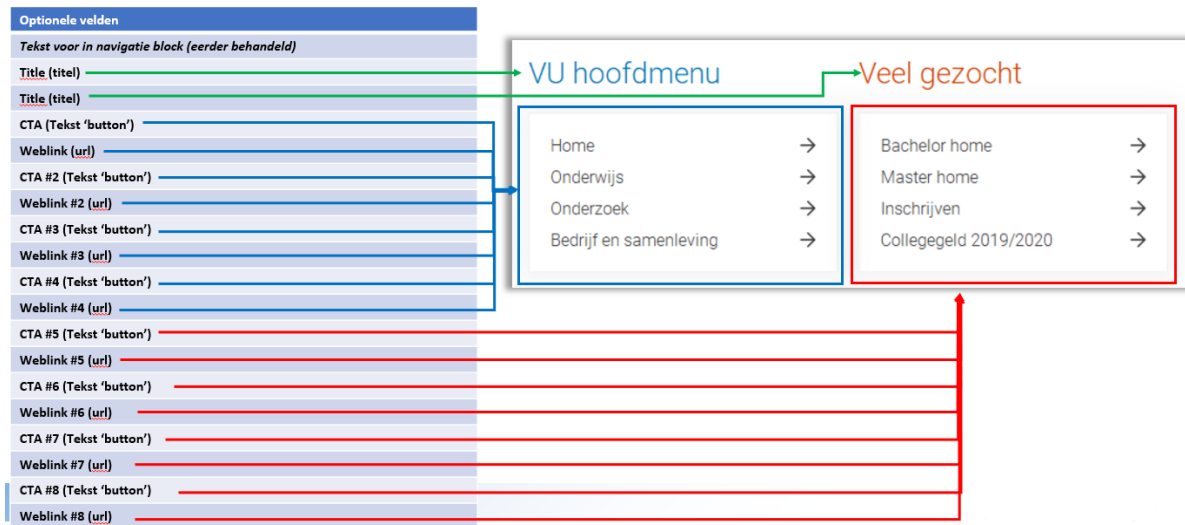 Optionele velden
Tekst voor in navigatie block (eerder behandeld)
Title (titel)
Title (titel)
CTA (Tekst ‘button’)
Weblink (url)
CTA #2 (Tekst ‘button’)
Weblink #2 (url)
CTA #3 (Tekst ‘button’)
Weblink #3 (url)
CTA #4 (Tekst ‘button’)
Weblink #4 (url)
CTA #5 (Tekst ‘button’)
Weblink #5 (url)
CTA #6 (Tekst ‘button’)
Weblink #6 (url)
CTA #7 (Tekst ‘button’)
Weblink #7 (url)
CTA #8 (Tekst ‘button’)
Weblink #8 (url)
VU hoofdmenu
Home
Onderwijs
Onderzoek
Bedrijf en samenleving
Veel gezocht
Bachelor home
Master home
Inschrijven
Collegegeld 2019/2020